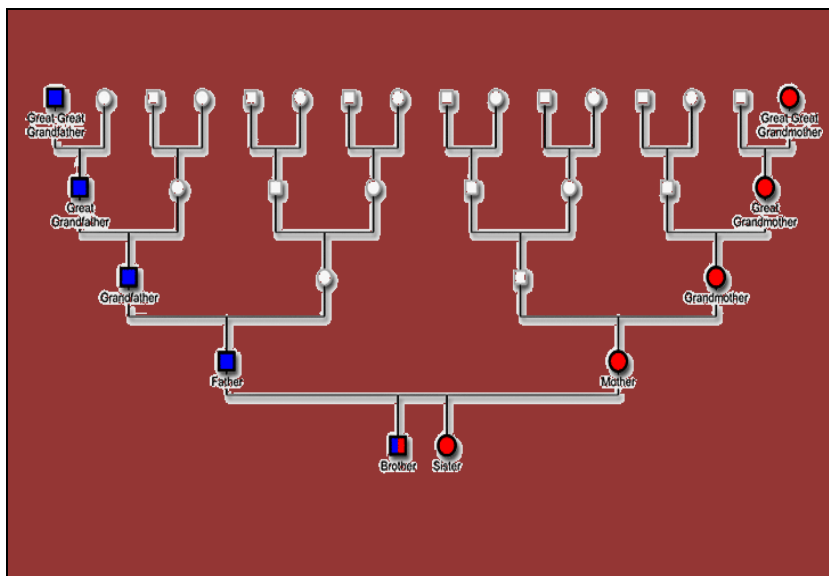 Great Great
Grandfather
Great Great
Grandmother
Great
Grandfather
Great
Grandmother
Grandfather
Grandmother
Father
Mother
Brother
Sister